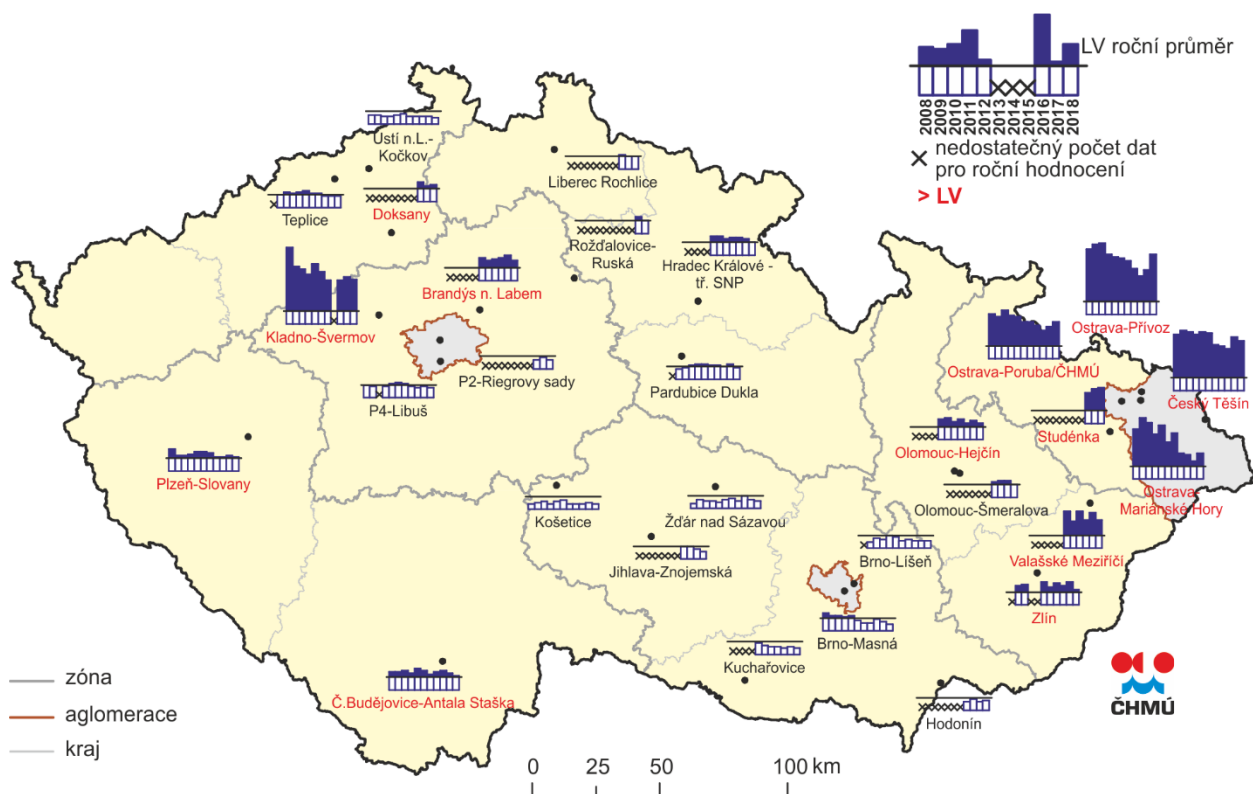 LV roční průměr
2008
2009
2010
2011
2012
2013
2014
2015
2016
2017
2018
× nedostatečný počet dat
pro roční hodnocení
> LV
Ústí n.L.-
Kočkov
Liberec Rochlice
Teplice
Doksany
Rožďalovice-
Ruská
Hradec Králové -
tř. SNP
Brandýs n. Labem
Kladno-Švermov
Ostrava-Přívoz
Ostrava-Poruba/ČHMÚ
P2-Riegrovy sady
Pardubice Dukla
Český Těšín
P4-Libuš
Studénka
Olomouc-Hejčín
Plzeň-Slovany
Ostrava-
Mariánské Hory
Olomouc-Šmeralova
Košetice
Žďár nad Sázavou
Brno-Líšeň
Valašské Meziříčí
Jihlava-Znojemská
Zlín
Brno-Masná
Kuchařovice
Č.Budějovice-Antala Staška
Hodonín
ČHMÚ
zóna
aglomerace
kraj
0 25 50 100 km